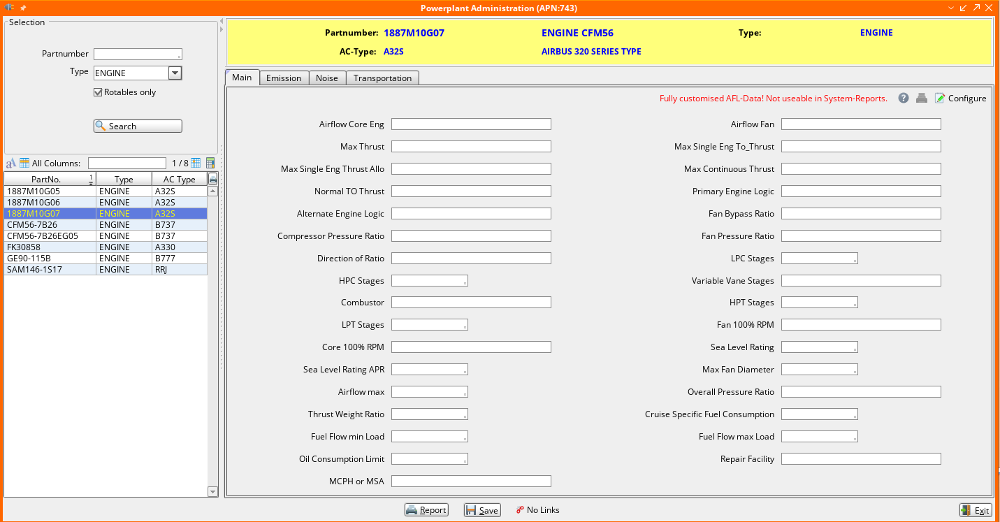 Powerplant Administration (APN:743)
Selection
Partnumber
Type ENGINE
Rotables only
Search
All Columns: 1 / 8
PartNo. 1 Type AC Type
1887M10G05 ENGINE A32S
1887M10G06 ENGINE A32S
1887M10G07 ENGINE A32S
CFM56-7B26 ENGINE B737
CFM56-7B26EG05 ENGINE B737
FK30858 ENGINE A330
GE90-115B ENGINE B777
SAM146-1S17 ENGINE RRJ
Partnumber: 1887M10G07 ENGINE CFM56 Type: ENGINE
AC-Type: A32S AIRBUS 320 SERIES TYPE
Main Emission Noise Transportation
Fully customised AFL-Data! Not useable in System-Reports. ? Configure
Airflow Core Eng Airflow Fan
Max Thrust Max Single Eng To_Thrust
Max Single Eng Thrust Allo Max Continuous Thrust
Normal TO Thrust Primary Engine Logic
Alternate Engine Logic Fan Bypass Ratio
Compressor Pressure Ratio Fan Pressure Ratio
Direction of Ratio LPC Stages
HPC Stages Variable Vane Stages
Combustor HPT Stages
LPT Stages Fan 100% RPM
Core 100% RPM Sea Level Rating
Sea Level Rating APR Max Fan Diameter
Airflow max Overall Pressure Ratio
Thrust Weight Ratio Cruise Specific Fuel Consumption
Fuel Flow min Load Fuel Flow max Load
Oil Consumption Limit Repair Facility
MCPH or MSA
Report Save No Links Exit